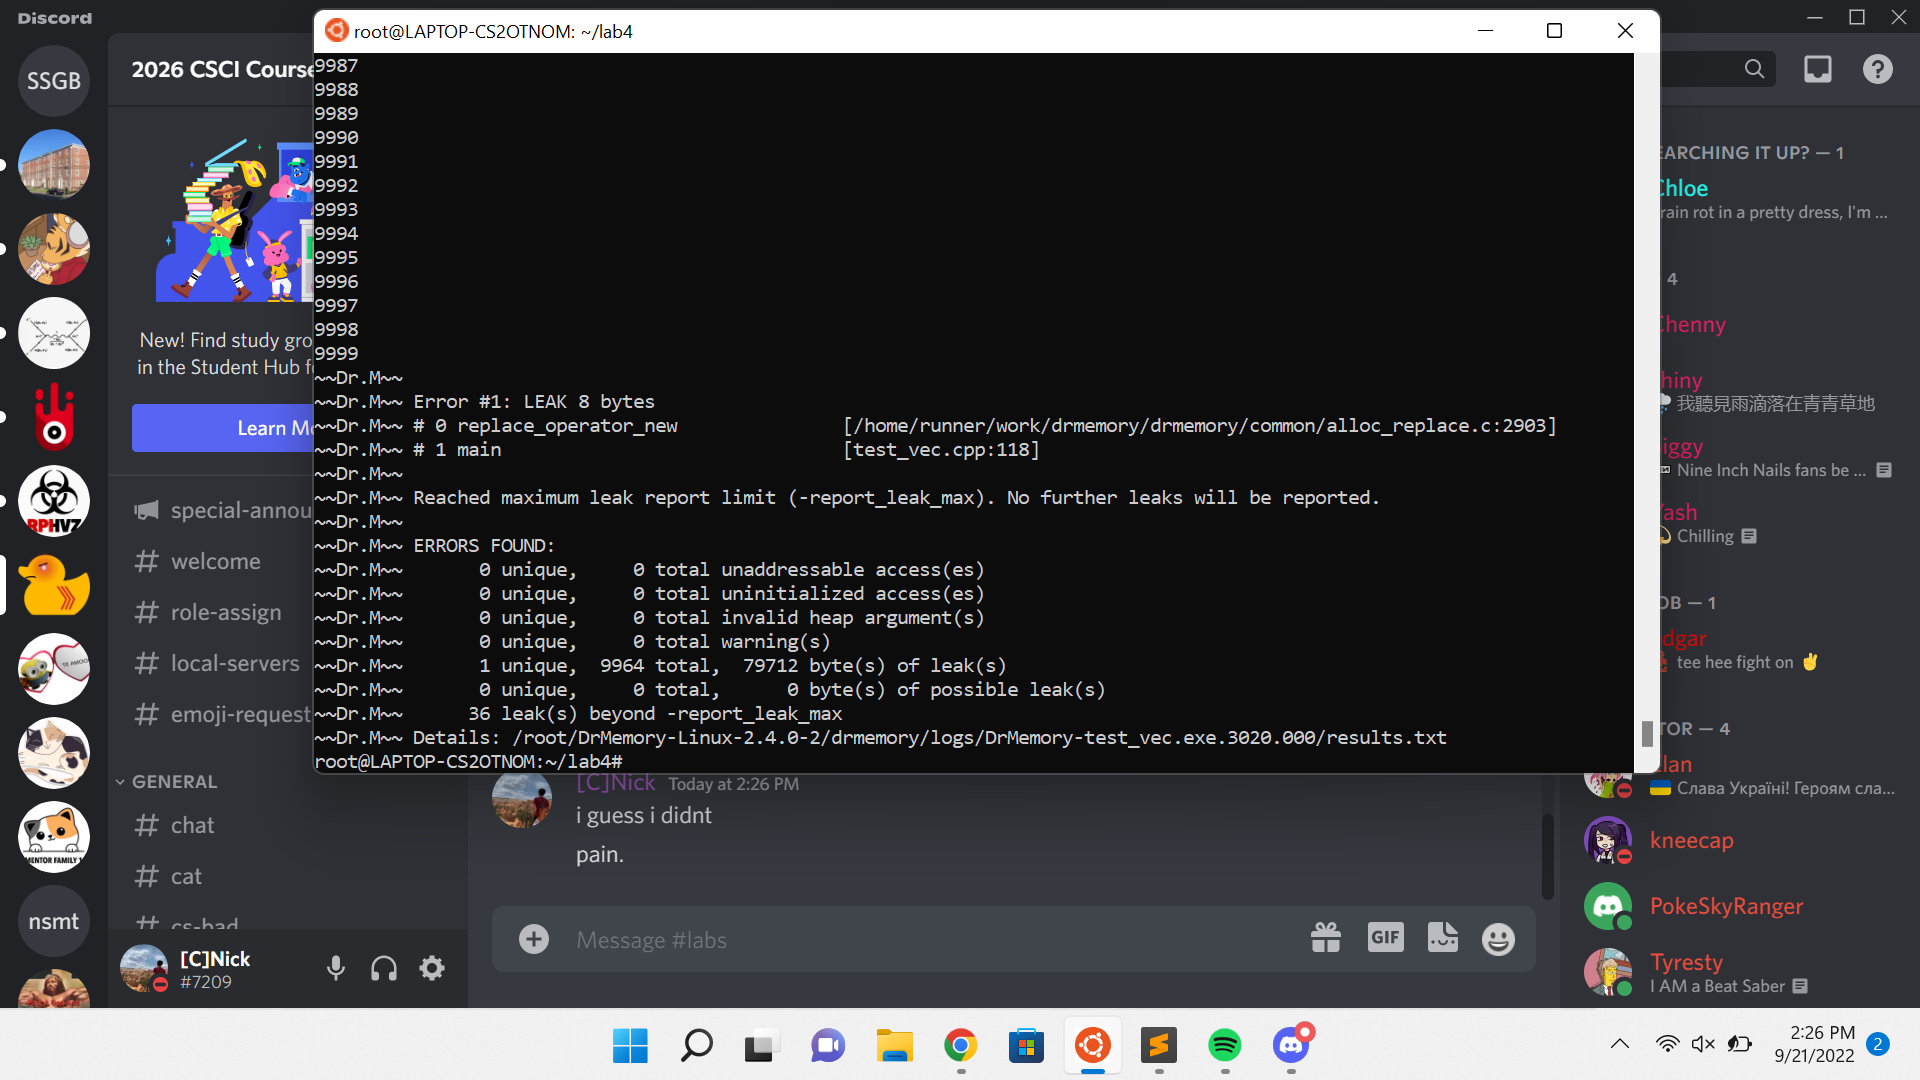 Discord
root@LAPTOP-CS2OTNOM: ~/lab4
SSGB
RPHVZ
nsmt
2026 CSCI Course
New! Find study gro
in the Student Hub f
Learn Mo
special-annou
welcome
role-assign
local-servers
emoji-request
GENERAL
chat
cat
cs-bad
[C]Nick
#7209
9987
9988
9989
9990
9991
9992
9993
9994
9995
9996
9997
9998
9999
~~Dr.M~~
~~Dr.M~~ Error #1: LEAK 8 bytes
~~Dr.M~~ # 0 replace_operator_new [/home/runner/work/drmemory/drmemory/common/alloc_replace.c:2903]
~~Dr.M~~ # 1 main [test_vec.cpp:118]
~~Dr.M~~
~~Dr.M~~ Reached maximum leak report limit (-report_leak_max). No further leaks will be reported.
~~Dr.M~~
~~Dr.M~~ ERRORS FOUND:
~~Dr.M~~ 0 unique, 0 total unaddressable access(es)
~~Dr.M~~ 0 unique, 0 total uninitialized access(es)
~~Dr.M~~ 0 unique, 0 total invalid heap argument(s)
~~Dr.M~~ 0 unique, 0 total warning(s)
~~Dr.M~~ 1 unique, 9964 total, 79712 byte(s) of leak(s)
~~Dr.M~~ 0 unique, 0 total, 0 byte(s) of possible leak(s)
~~Dr.M~~ 36 leak(s) beyond -report_leak_max
~~Dr.M~~ Details: /root/DrMemory-Linux-2.4.0-2/drmemory/logs/DrMemory-test_vec.exe.3020.000/results.txt
root@LAPTOP-CS2OTNOM:~/lab4#
[C]Nick Today at 2:26 PM
i guess i didnt
pain.
Message #labs
GIF
EARCHING IT UP? — 1
Chloe
rain rot in a pretty dress, I'm ...
4
Chenny
hiny
我聽見雨滴落在青青草地
iggy
Nine Inch Nails fans be ...
Yash
Chilling
OB — 1
dgar
tee hee fight on ✌
TOR — 4
lan
Слава Україні! Героям сла...
kneecap
PokeSkyRanger
Tyresty
I AM a Beat Saber
2:26 PM
9/21/2022
2